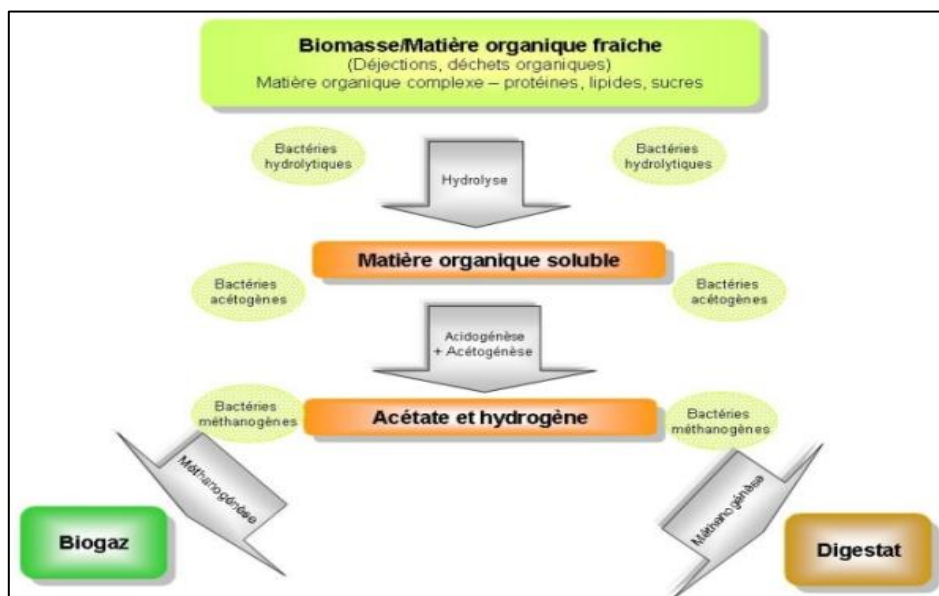 Biomasse/Matière organique fraîche
(Déjections, déchets organiques)
Matière organique complexe – protéines, lipides, sucres
Bactéries
hydrolytiques
Hydrolyse
Bactéries
hydrolytiques
Matière organique soluble
Bactéries
acétogènes
Bactéries
acétogènes
Acidogénèse
+ Acétogénèse
Bactéries
méthanogènes
Acétate et hydrogène
Bactéries
méthanogènes
Méthanogénèse
Méthanogénèse
Biogaz
Digestat